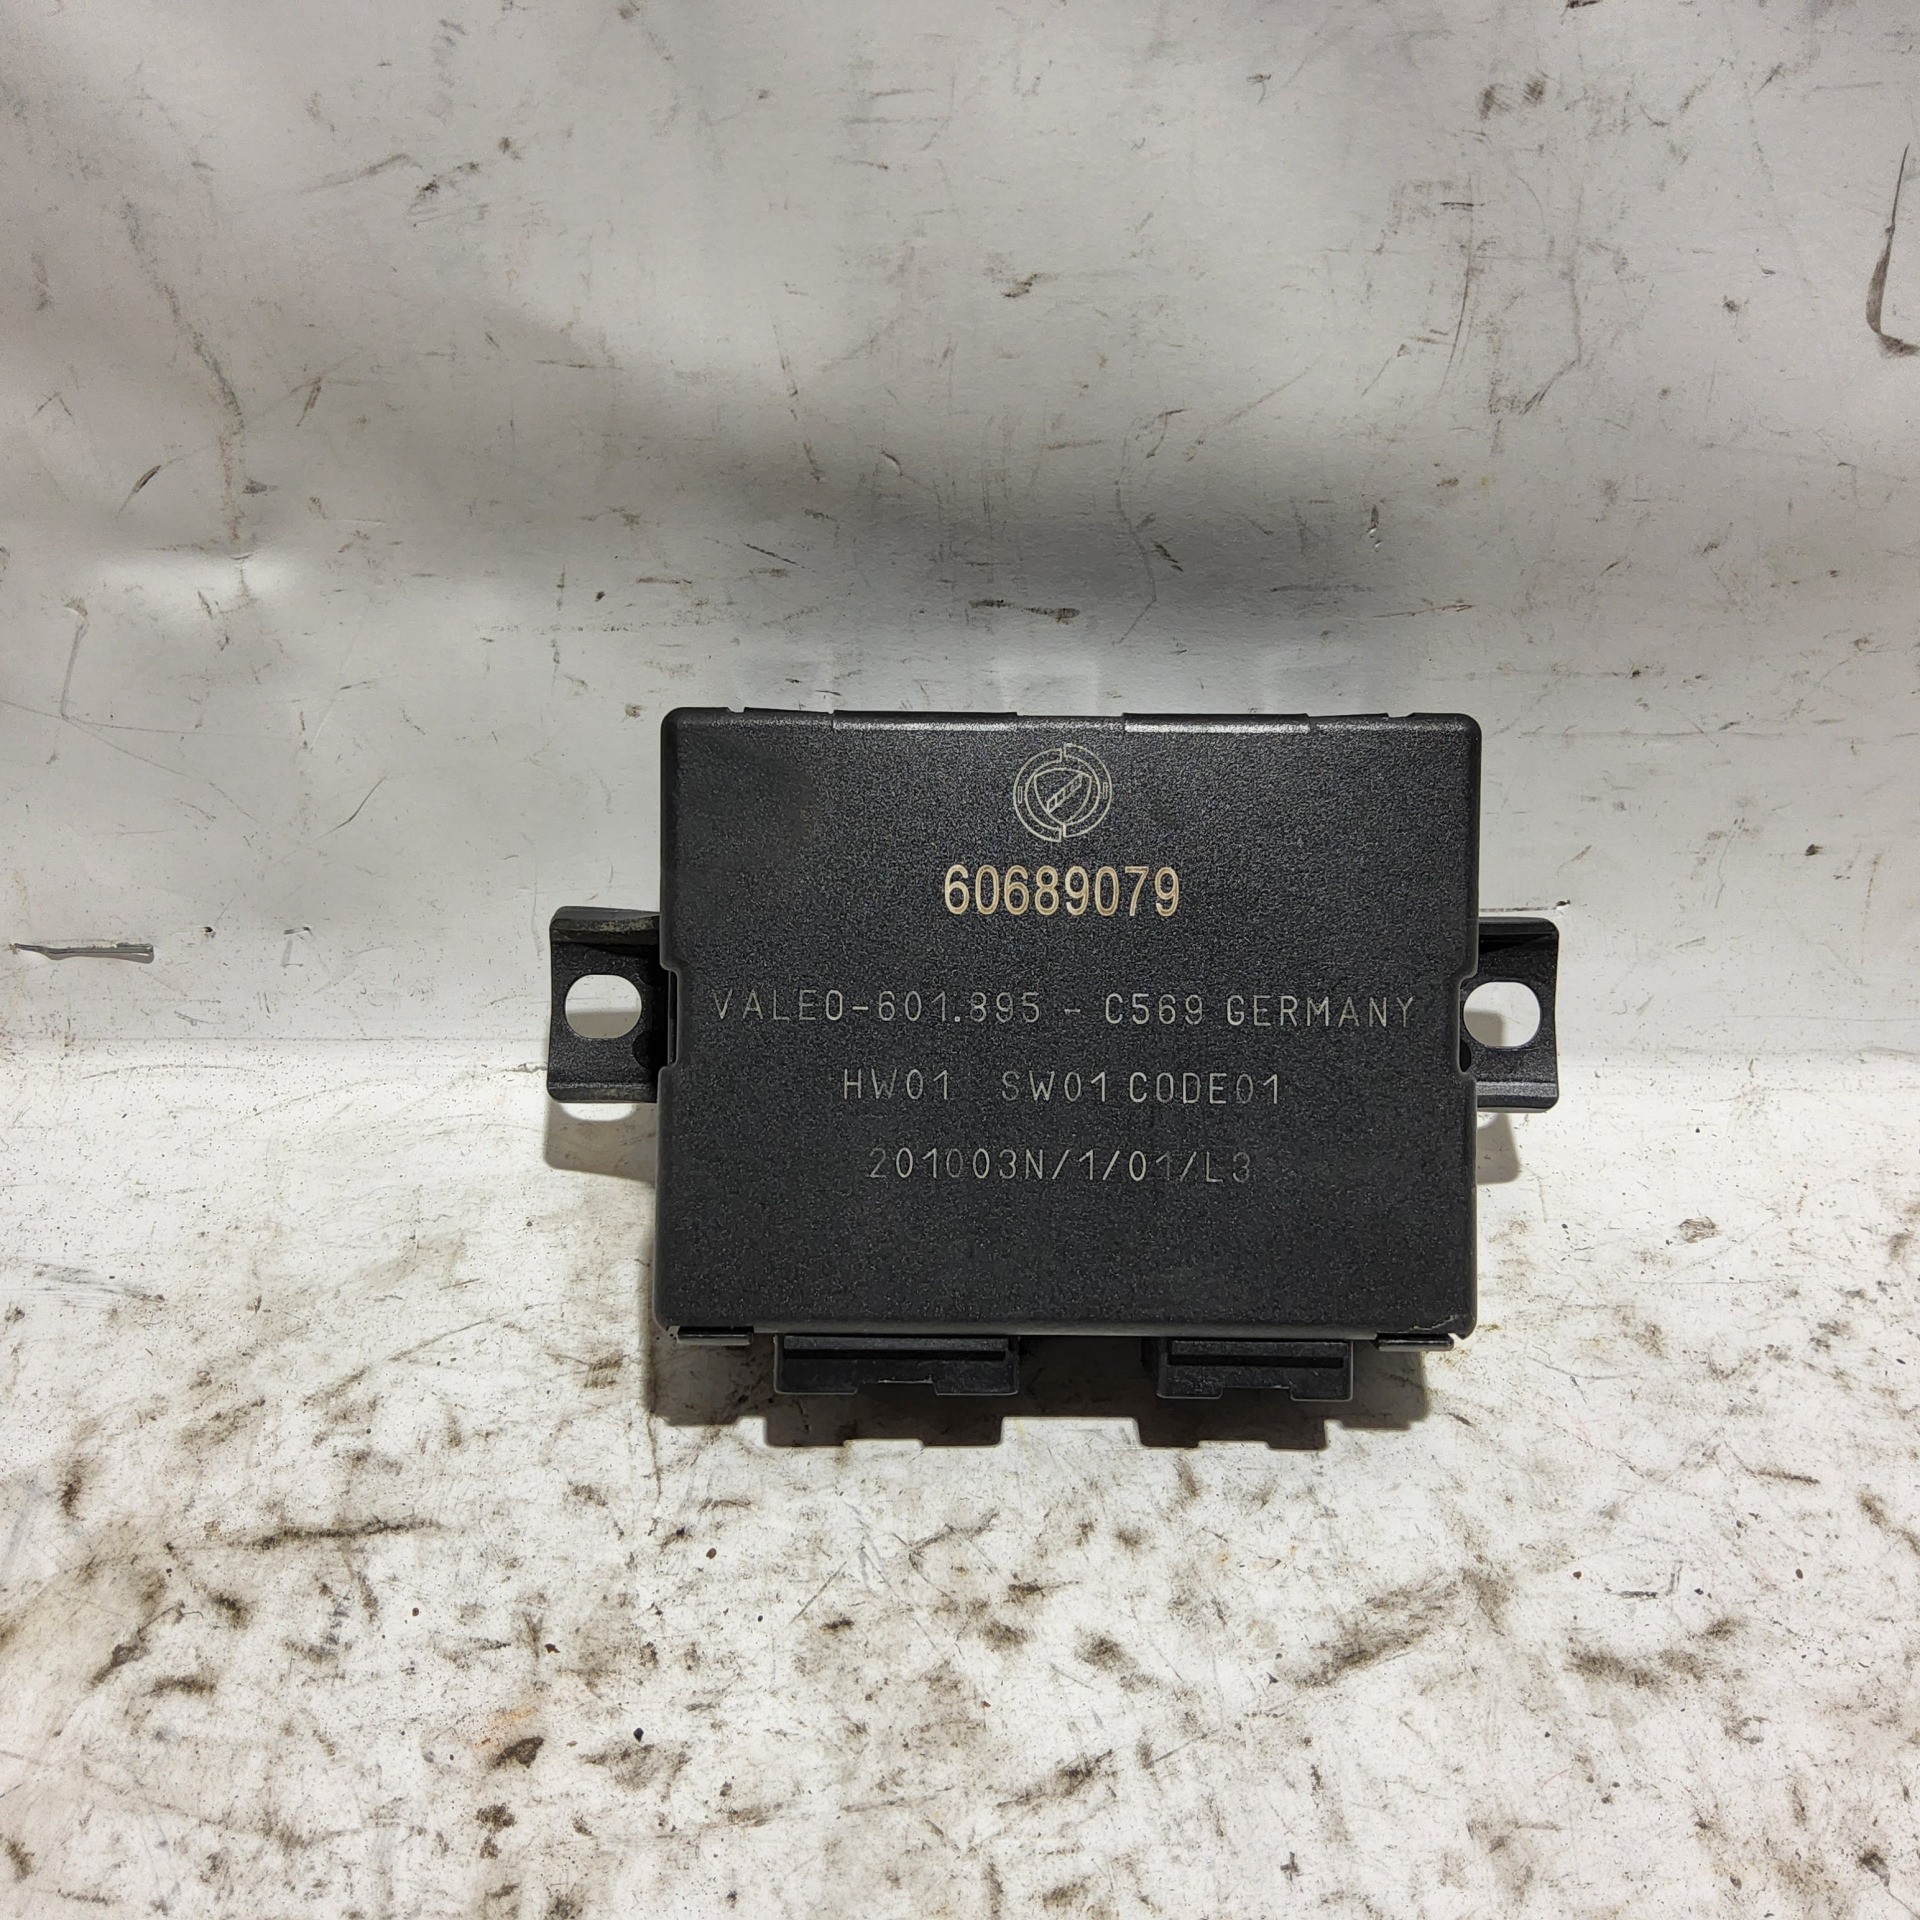 60689079
VALEO-601.895 - C569 GERMANY
HW01 SW01 CODE01
201003N/1/01/L3